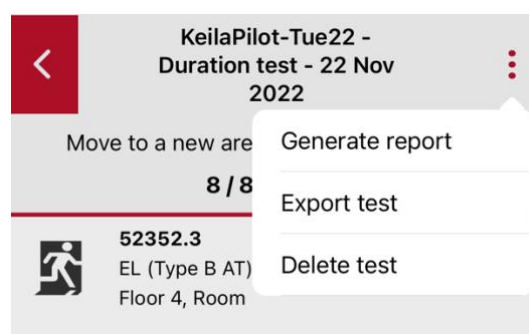 KeilaPilot-Tue22 -
Duration test - 22 Nov
2022
Move to a new are
8 / 8
Generate report
Export test
Delete test
52352.3
EL (Type B AT)
Floor 4, Room